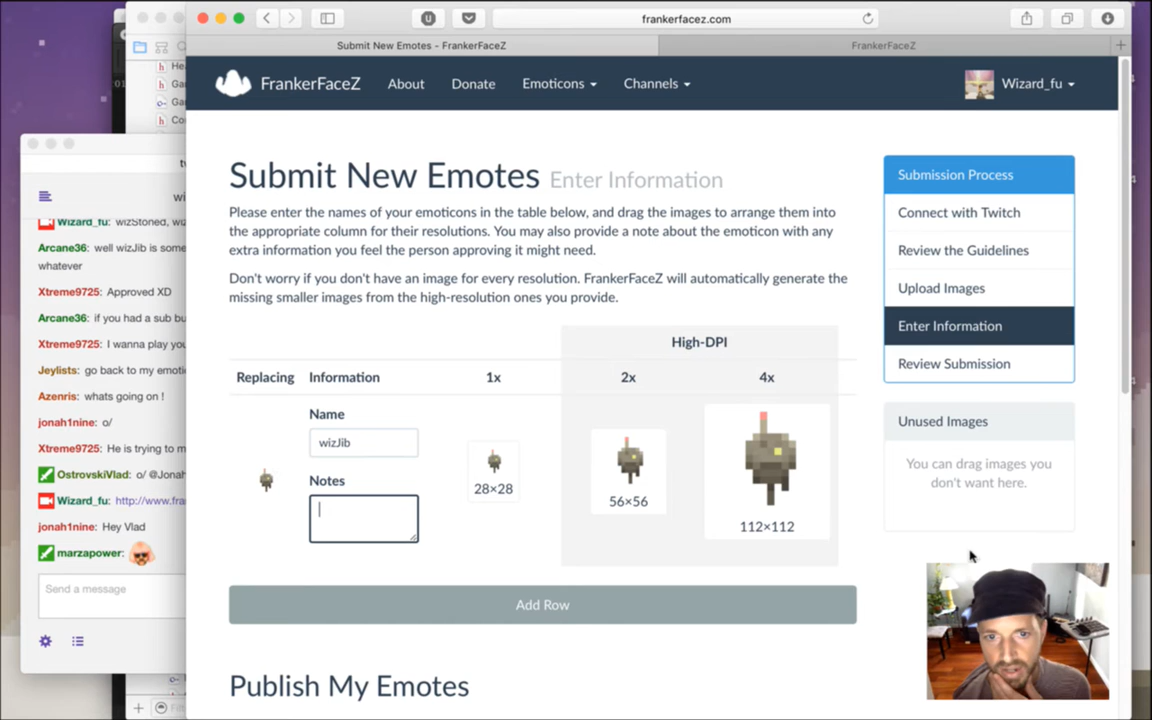 frankerfacez.com
Submit New Emotes - FrankerFaceZ
FrankerFaceZ
FrankerFaceZ
About
Donate
Emoticons
Channels
Wizard_fu
Submit New Emotes Enter Information
Please enter the names of your emoticons in the table below, and drag the images to arrange them into
the appropriate column for their resolutions. You may also provide a note about the emoticon with any
extra information you feel the person approving it might need.
Don't worry if you don't have an image for every resolution. FrankerFaceZ will automatically generate the
missing smaller images from the high-resolution ones you provide.
High-DPI
Replacing Information 1x 2x 4x
Name
wizJib
Notes
28×28
56×56
112×112
Add Row
Publish My Emotes
Submission Process
Connect with Twitch
Review the Guidelines
Upload Images
Enter Information
Review Submission
Unused Images
You can drag images you
don't want here.
Wizard_fu: wizStoned,
Arcane36: well wizJib is some
whatever
Xtreme9725: Approved XD
Arcane36: if you had a sub bu
Xtreme9725: I wanna play you
Jeylists: go back to my emoti
Azenris: whats going on !
jonah1nine: o/
Xtreme9725: He is trying to m
OstrovskiVlad: o/ @Jonah
Wizard_fu: http://www.fra
jonah1nine: Hey Vlad
marzapower:
Send a message